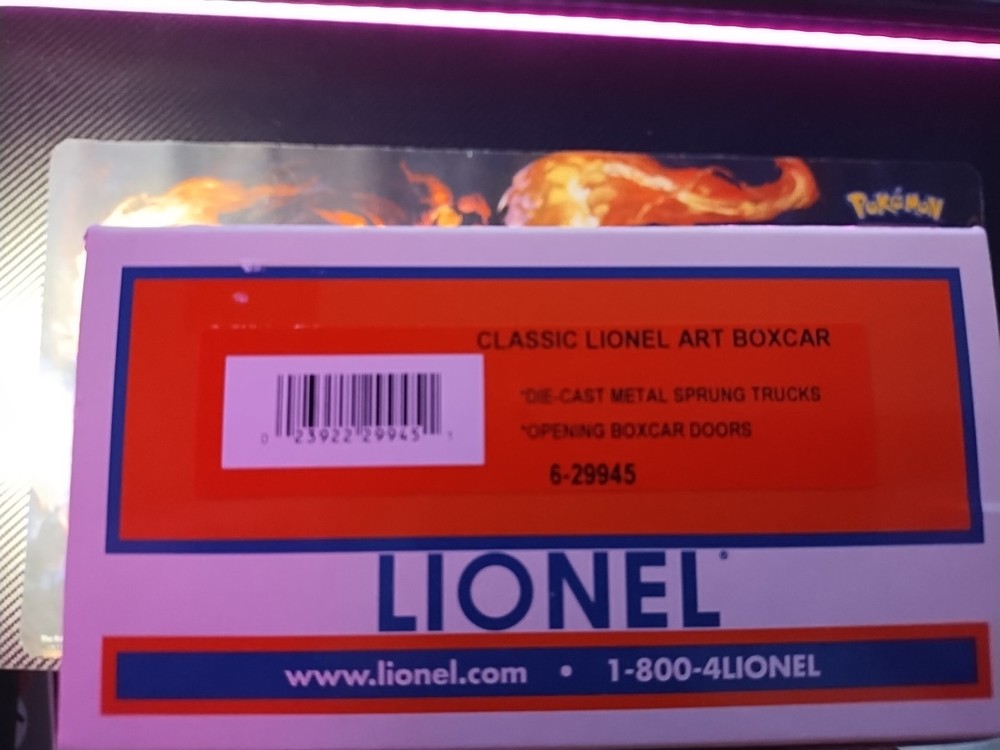 POKéMON
CLASSIC LIONEL ART BOXCAR
*DIE-CAST METAL SPRUNG TRUCKS
*OPENING BOXCAR DOORS
6-29945
0 23922 29945 1
LIONEL
www.lionel.com • 1-800-4LIONEL